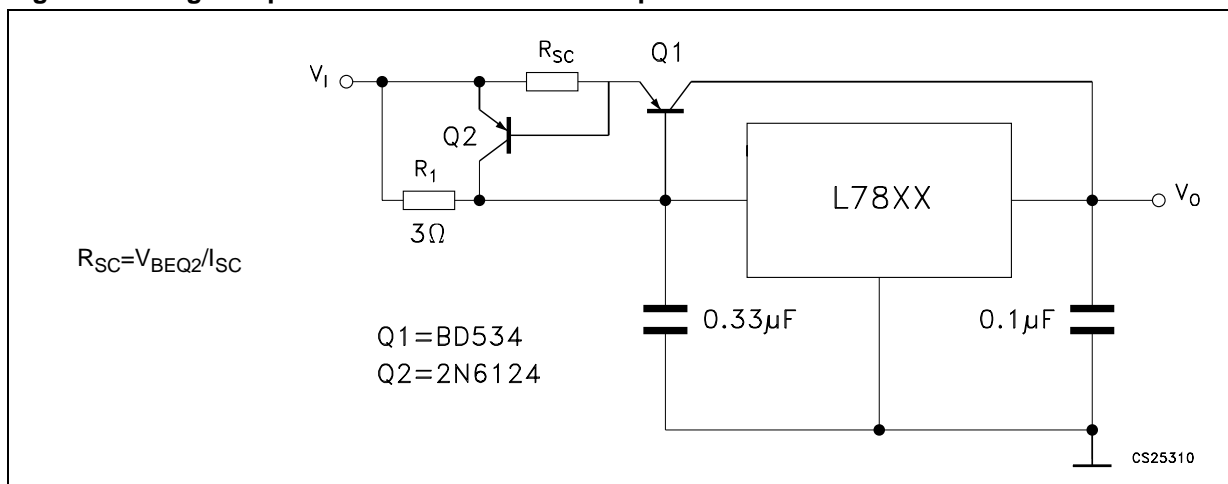 R_SC Q1
V_I
Q2
R_1
3Ω
L78XX
V_O
R_SC=V_BEQ2/I_SC
0.33µF
0.1µF
Q1=BD534
Q2=2N6124
CS25310